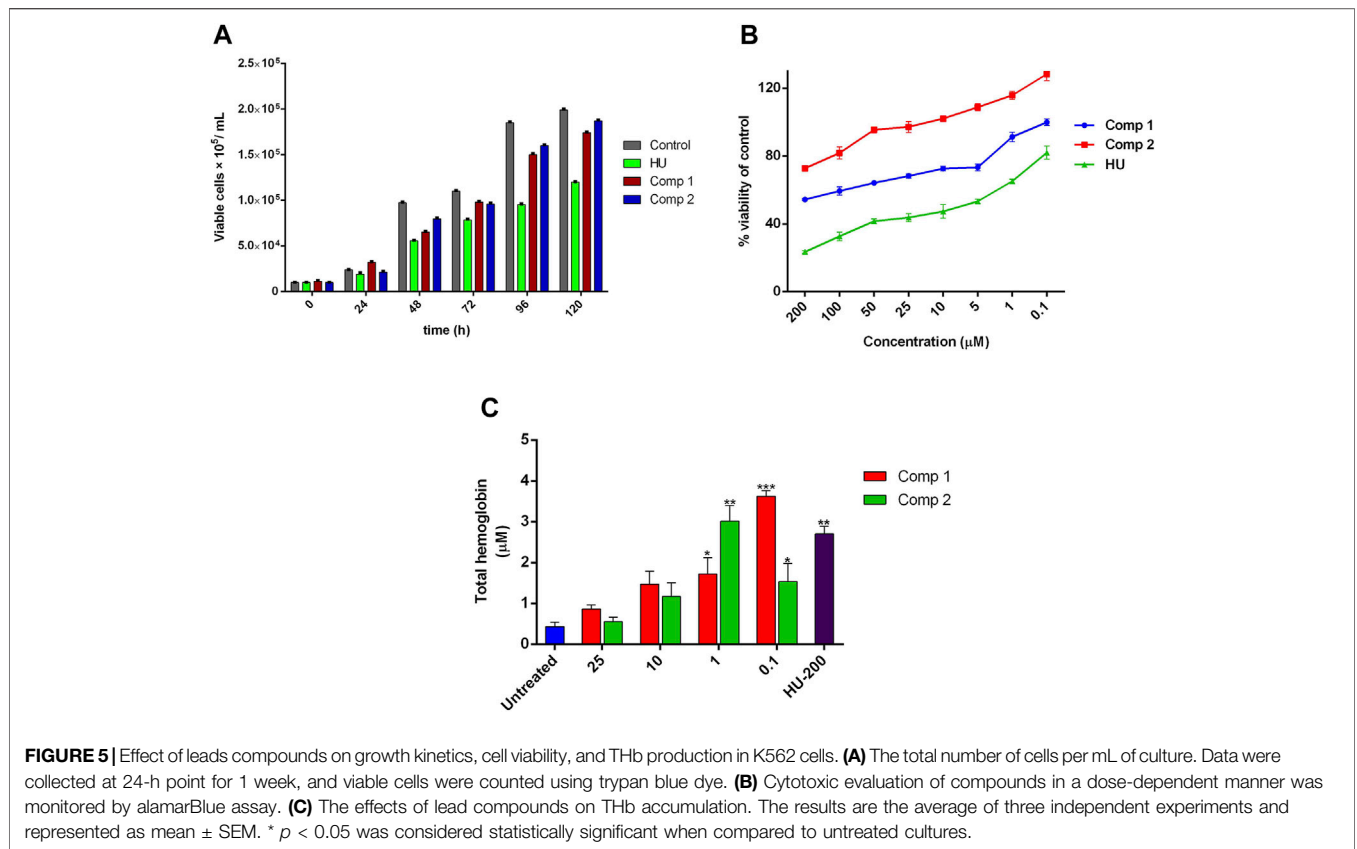 A
2.5×10⁵
2.0×10⁵
1.5×10⁵
1.0×10⁵
5.0×10⁴
0
Viable cells × 10⁵/ mL
0 24 48 72 96 120
time (h)
Control
HU
Comp 1
Comp 2
B
120
80
40
0
% viability of control
200 100 50 25 10 5 1 0.1
Concentration (µM)
Comp 1
Comp 2
HU
C
5
4
3
2
1
0
Total hemoglobin
(µM)
* ** *** * **
Untreated 25 10 1 0.1 HU-200
Comp 1
Comp 2
FIGURE 5 | Effect of leads compounds on growth kinetics, cell viability, and THb production in K562 cells. (A) The total number of cells per mL of culture. Data were
collected at 24-h point for 1 week, and viable cells were counted using trypan blue dye. (B) Cytotoxic evaluation of compounds in a dose-dependent manner was
monitored by alamarBlue assay. (C) The effects of lead compounds on THb accumulation. The results are the average of three independent experiments and
represented as mean ± SEM. * p < 0.05 was considered statistically significant when compared to untreated cultures.